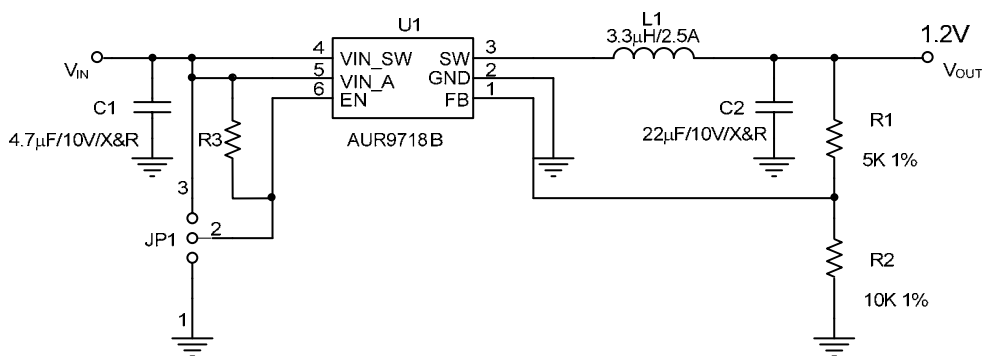 U1
L1
3.3μH/2.5A
1.2V
VIN
4
VIN_SW
SW
3
5
VIN_A
GND
2
6
EN
FB
1
VOUT
C1
4.7μF/10V/X&R
R3
AUR9718B
C2
22μF/10V/X&R
R1
5K 1%
3
JP1
2
R2
10K 1%
1